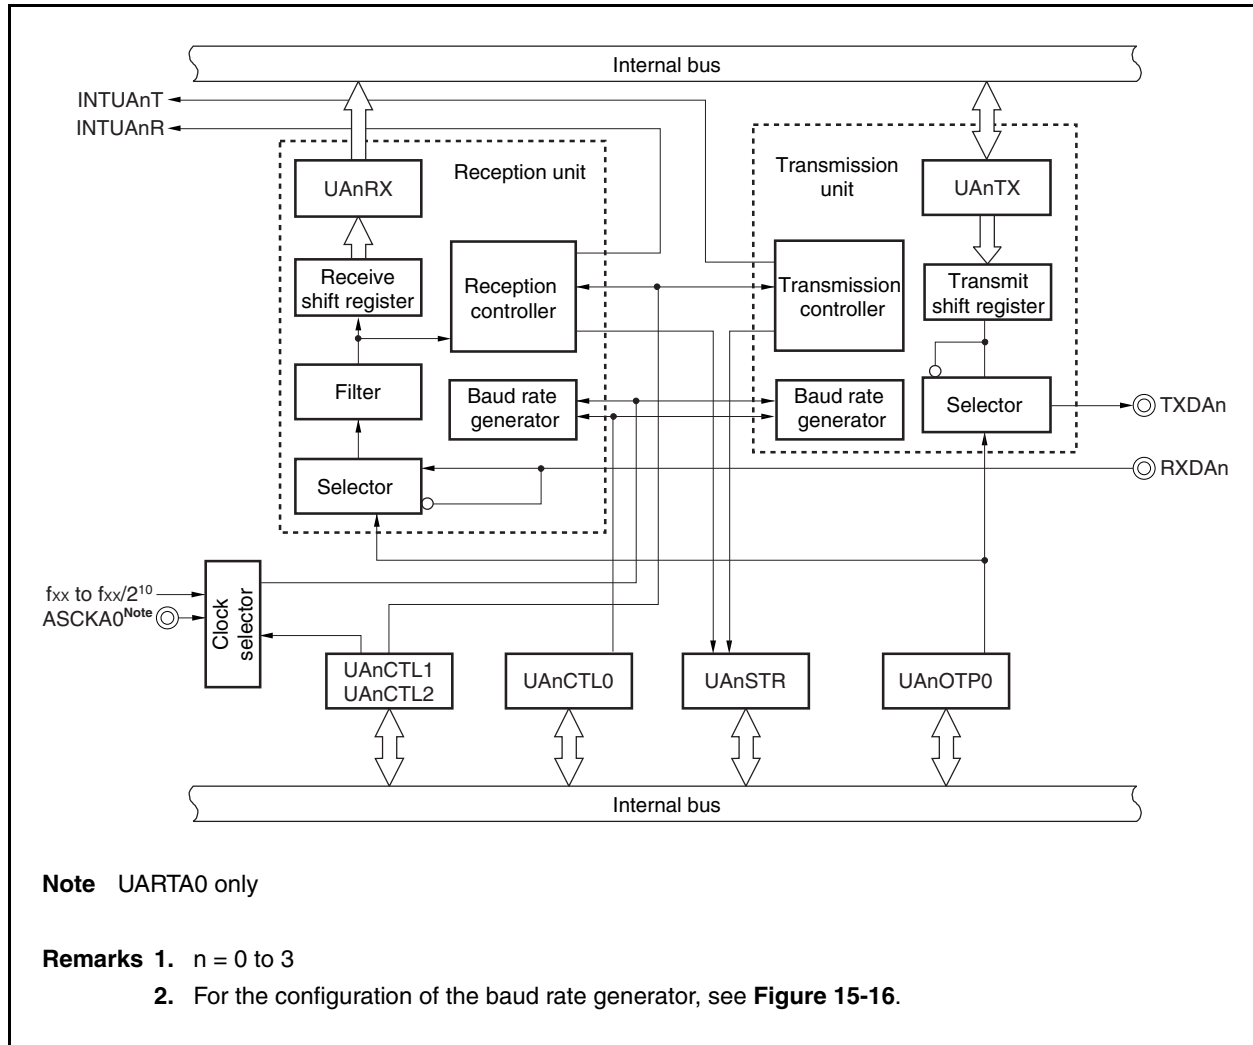 Internal bus
INTUAnT
INTUAnR
Reception unit
Transmission
unit
UAnRX
UAnTX
Receive
shift register
Reception
controller
Transmission
controller
Transmit
shift register
Filter
Baud rate
generator
Baud rate
generator
Selector
TXDAn
Selector
RXDAn
fxx to fxx/2¹⁰
ASCKA0Note
Clock
selector
UAnCTL1
UAnCTL2
UAnCTL0
UAnSTR
UAnOTP0
Internal bus
Note UARTA0 only
Remarks 1. n = 0 to 3
2. For the configuration of the baud rate generator, see Figure 15-16.